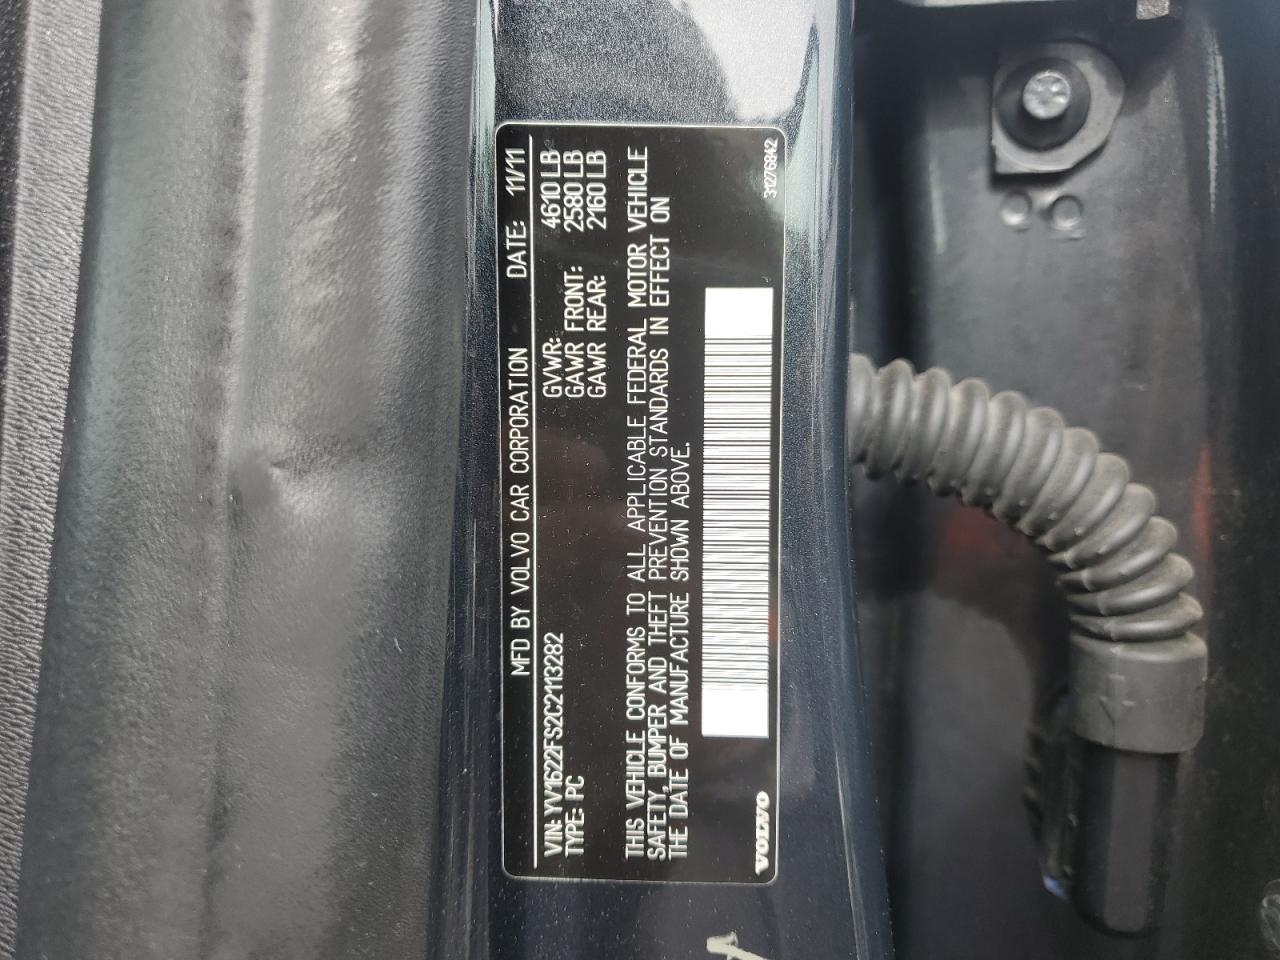 MFD BY VOLVO CAR CORPORATION DATE: 11/11
VIN: YV1622FS2C2113282 GVWR: 4610 LB
TYPE: PC GAWR FRONT: 2580 LB
GAWR REAR: 2160 LB
THIS VEHICLE CONFORMS TO ALL APPLICABLE FEDERAL MOTOR VEHICLE
SAFETY, BUMPER AND THEFT PREVENTION STANDARDS IN EFFECT ON
THE DATE OF MANUFACTURE SHOWN ABOVE.
VOLVO 31276842